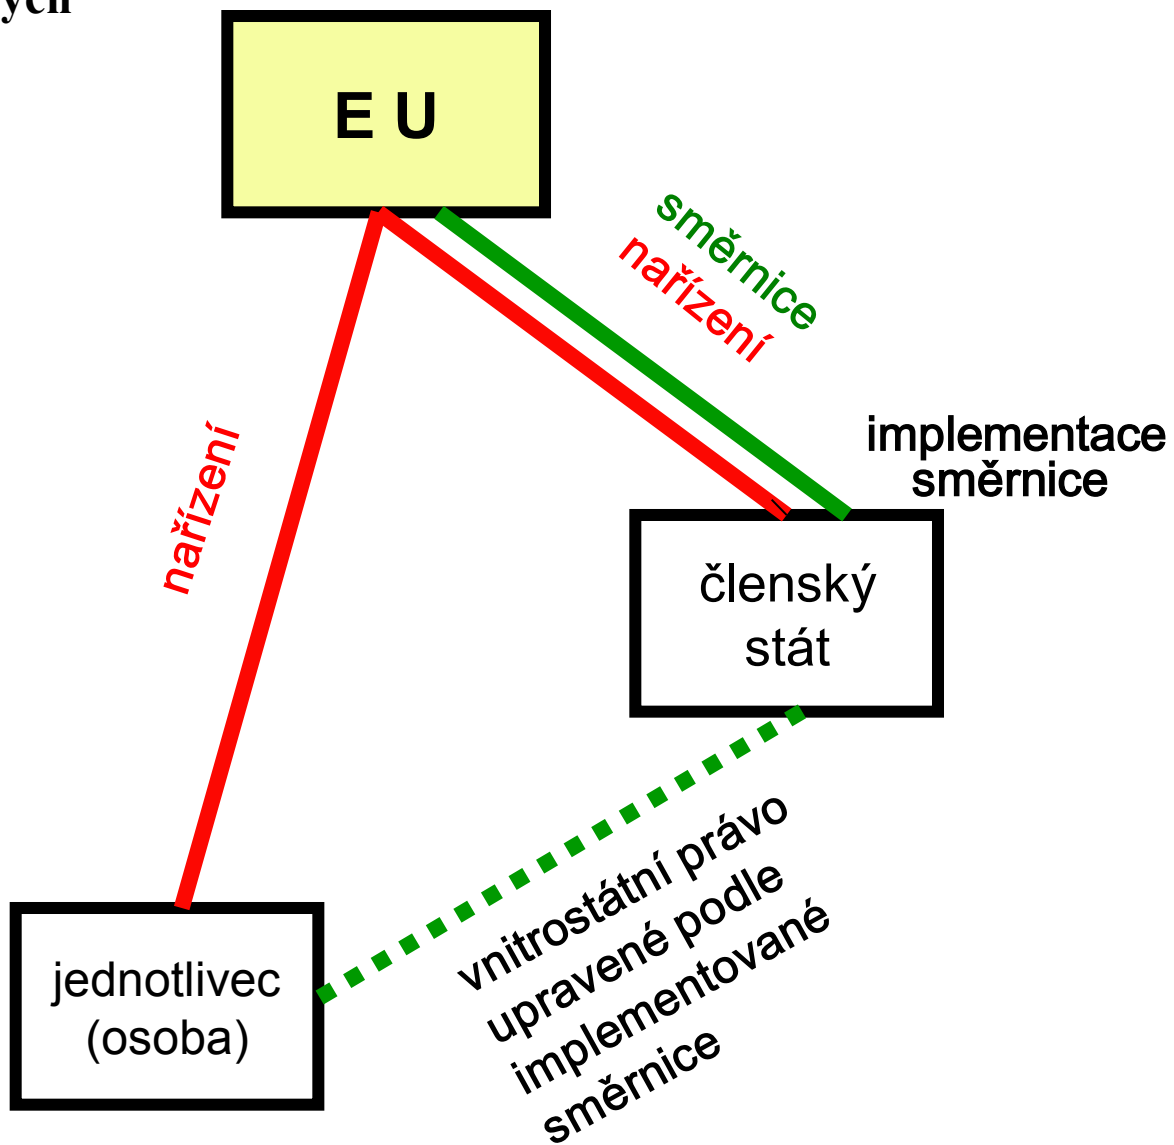 E U
směrnice
nařízení
nařízení
implementace
směrnice
členský
stát
vnitrostátní právo
upravené podle
implementované
směrnice
jednotlivec
(osoba)